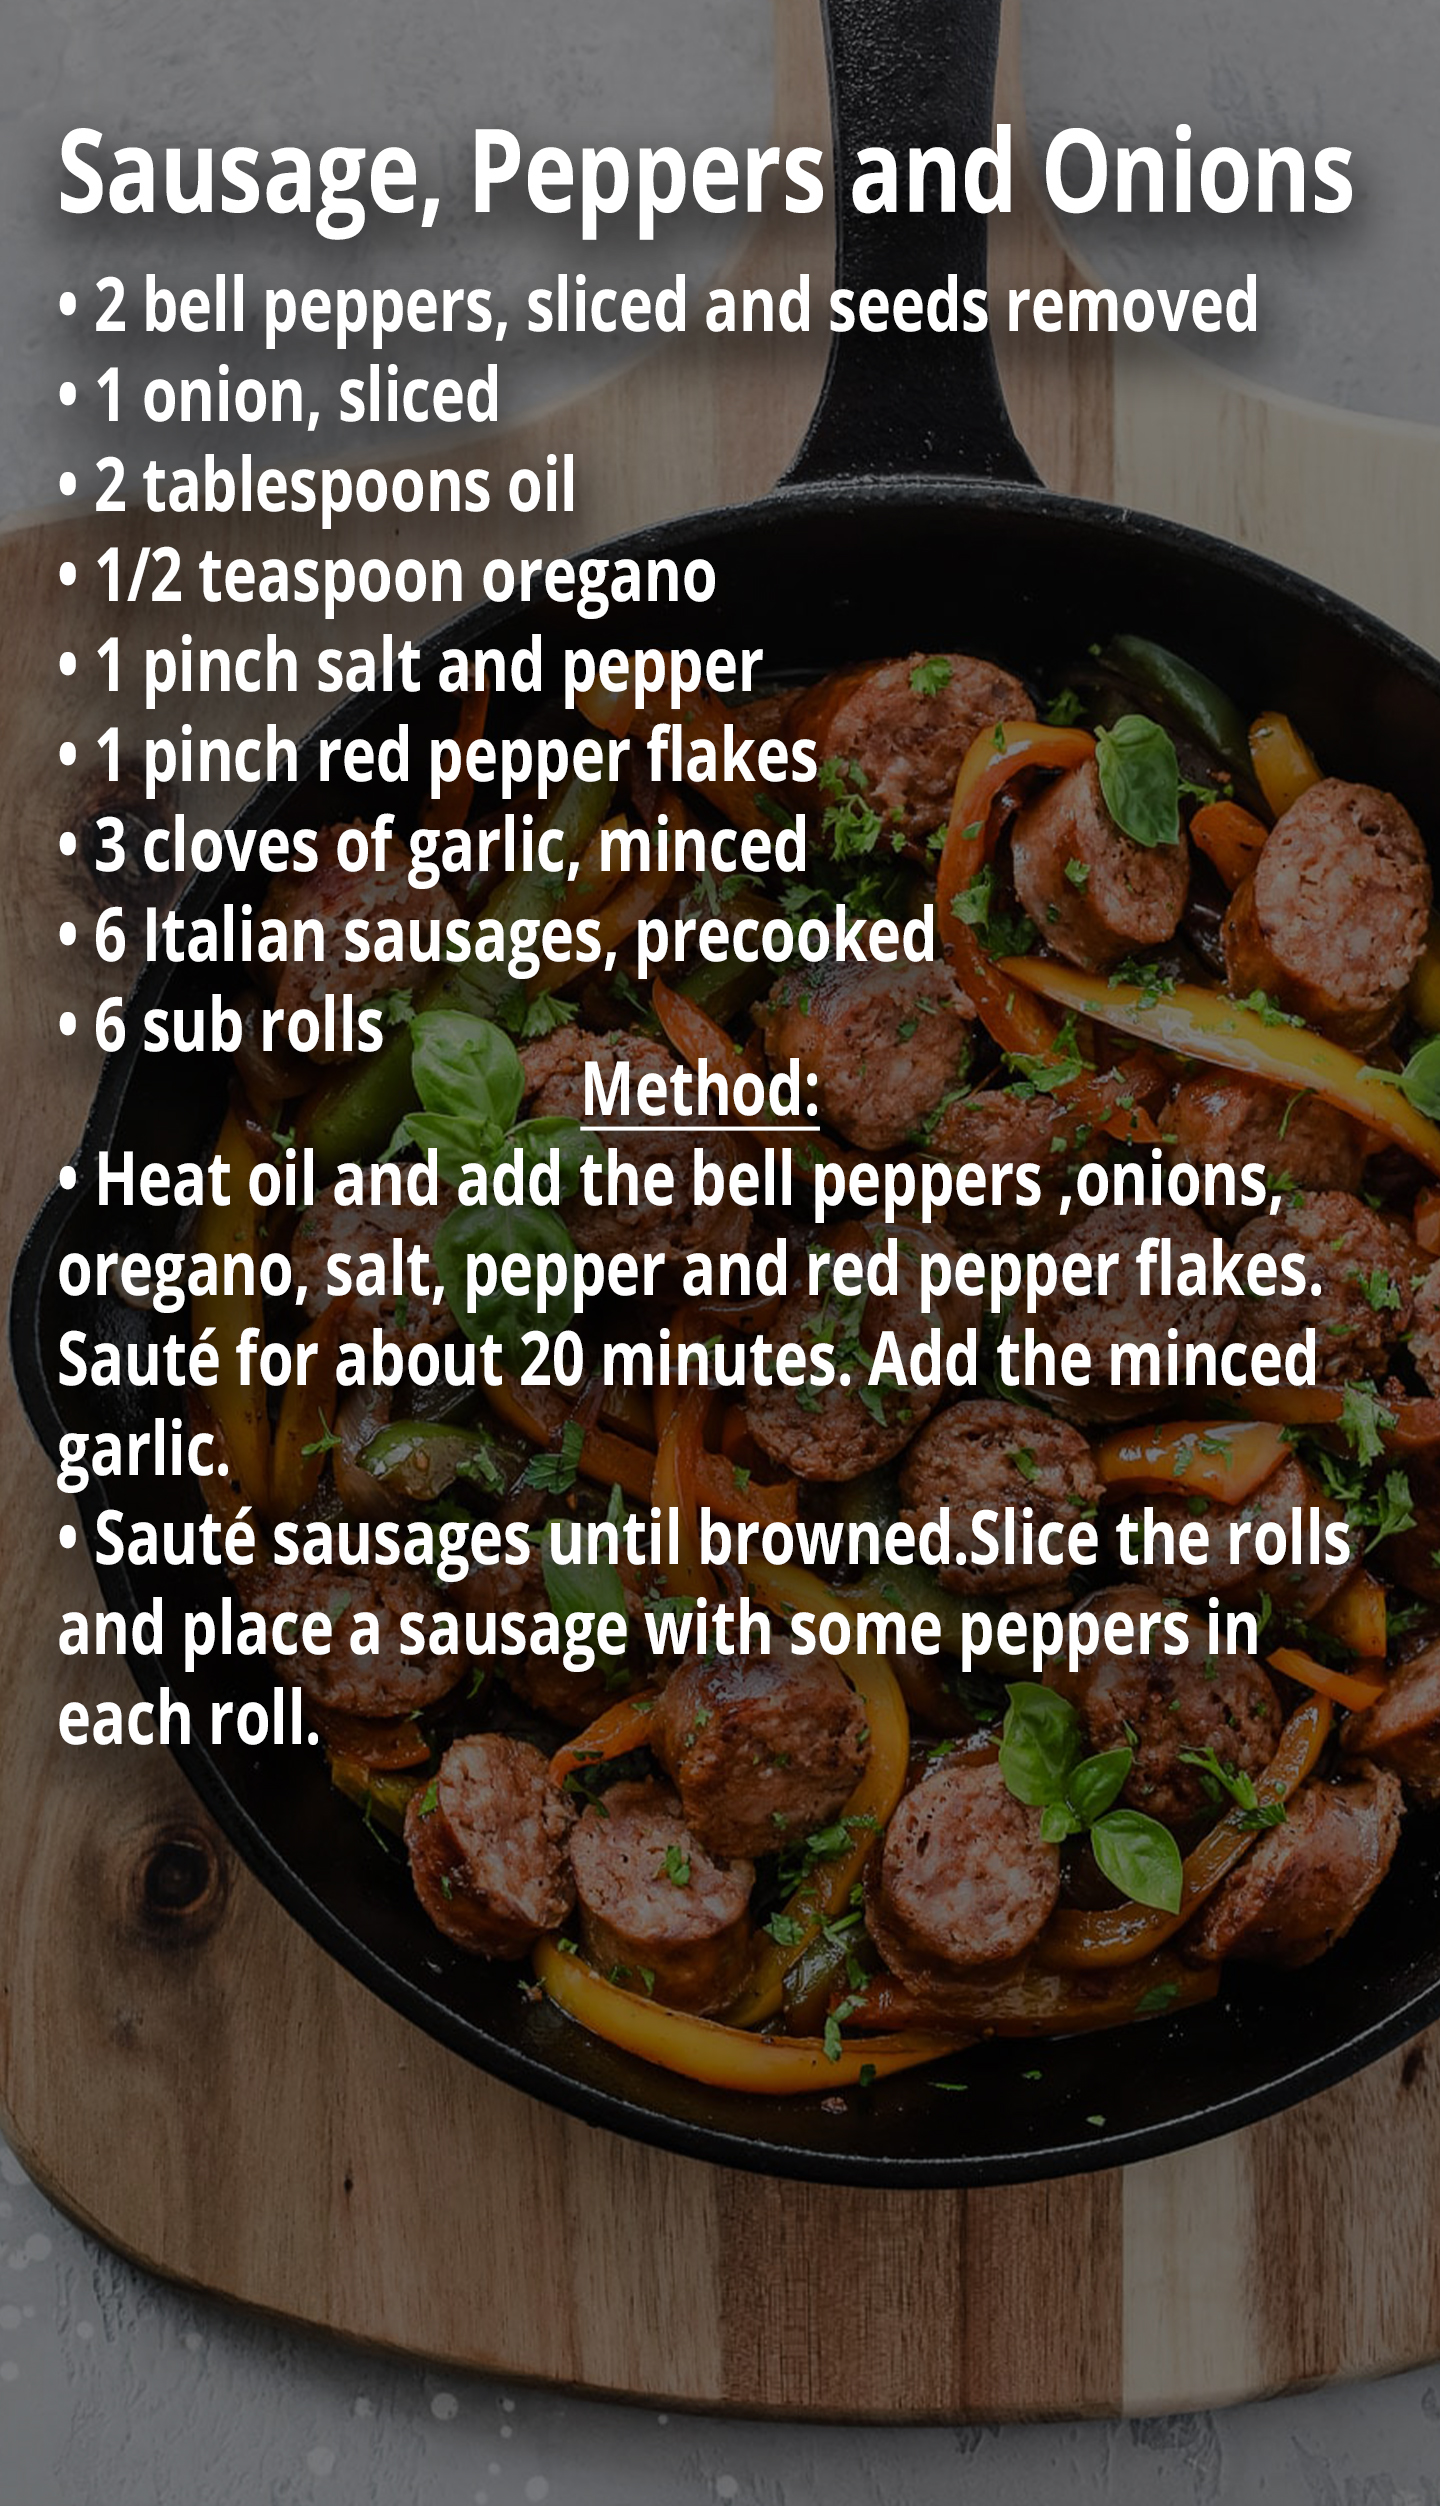 Sausage, Peppers and Onions
• 2 bell peppers, sliced and seeds removed
• 1 onion, sliced
• 2 tablespoons oil
• 1/2 teaspoon oregano
• 1 pinch salt and pepper
• 1 pinch red pepper flakes
• 3 cloves of garlic, minced
• 6 Italian sausages, precooked
• 6 sub rolls
Method:
• Heat oil and add the bell peppers ,onions,
oregano, salt, pepper and red pepper flakes.
Sauté for about 20 minutes. Add the minced
garlic.
• Sauté sausages until browned.Slice the rolls
and place a sausage with some peppers in
each roll.